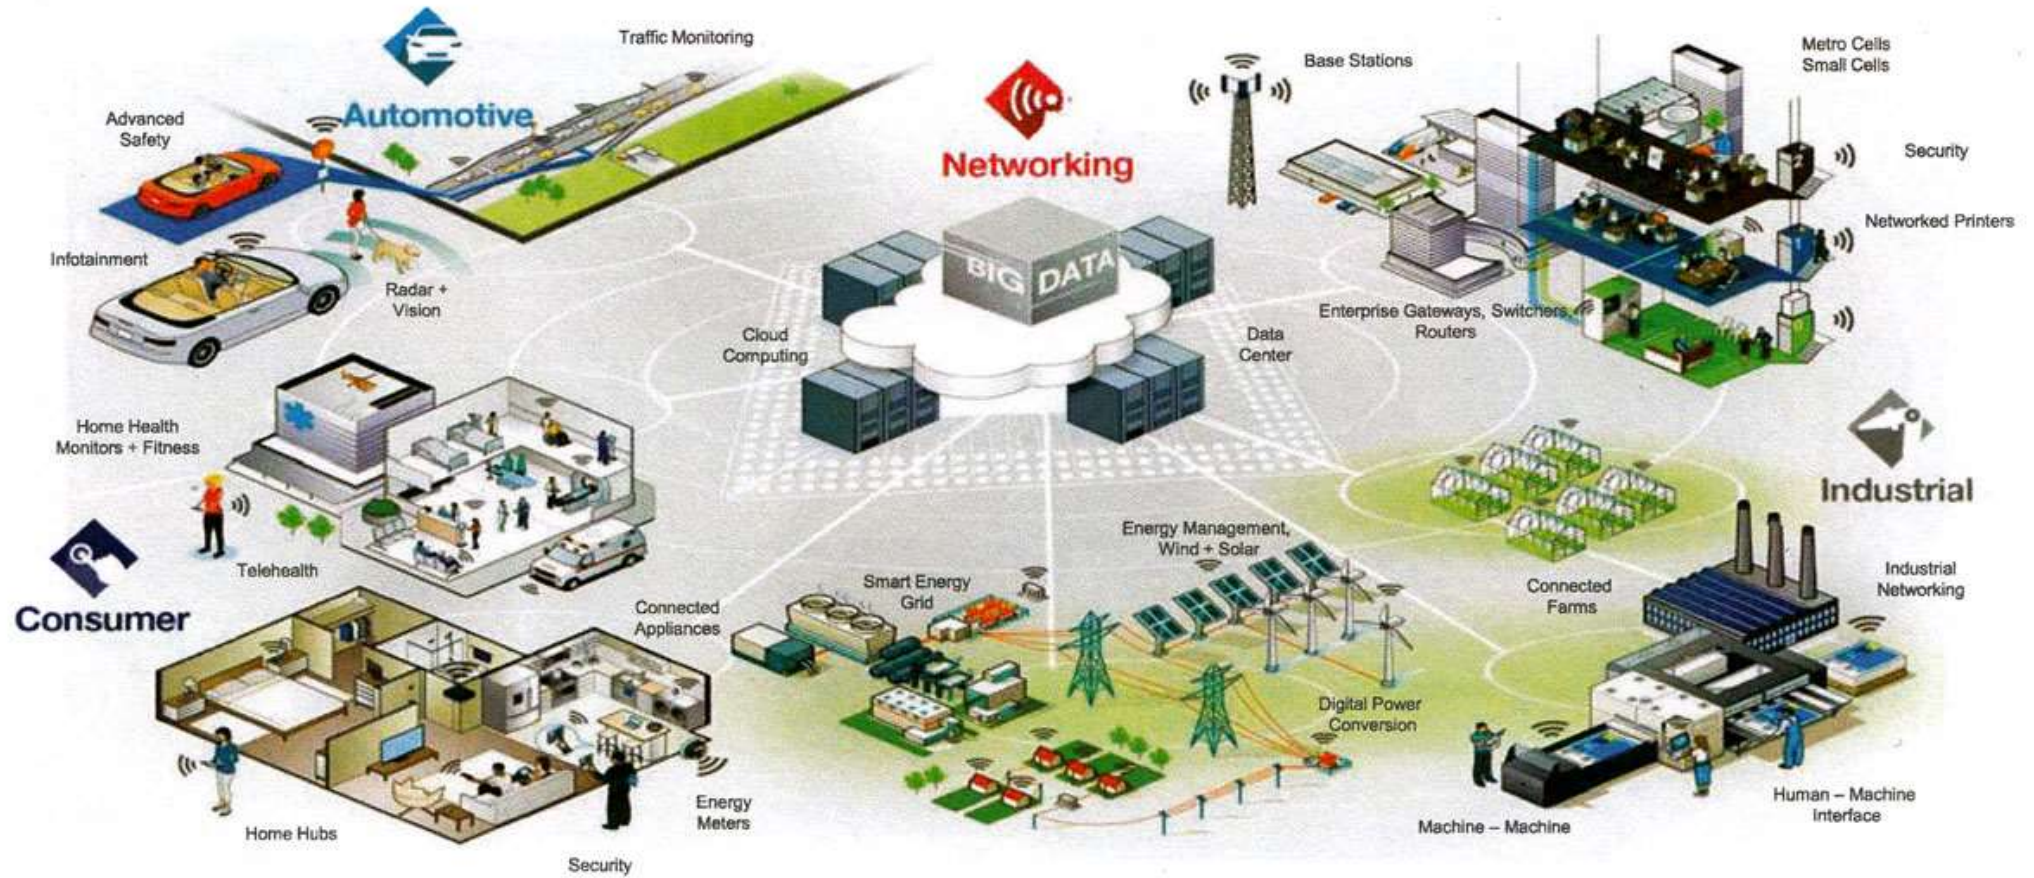 Traffic Monitoring
Automotive
Advanced
Safety
Infotainment
Radar +
Vision
Networking
BIG DATA
Cloud
Computing
Data
Center
Base Stations
Metro Cells
Small Cells
Security
Networked Printers
Enterprise Gateways, Switchers,
Routers
Home Health
Monitors + Fitness
Telehealth
Consumer
Connected
Appliances
Home Hubs
Security
Energy
Meters
Smart Energy
Grid
Energy Management,
Wind + Solar
Digital Power
Conversion
Industrial
Connected
Farms
Industrial
Networking
Machine – Machine
Human – Machine
Interface